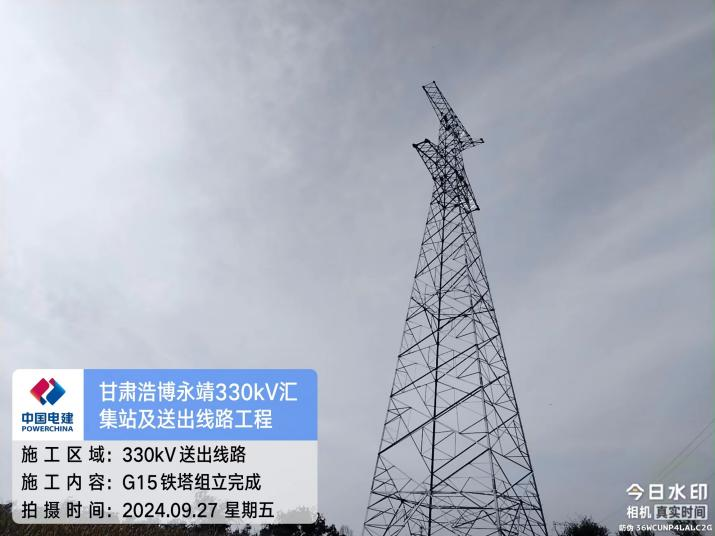 中国电建
POWERCHINA
甘肃浩博永靖330kV汇
集站及送出线路工程
施工区域：330kV送出线路
施工内容：G15铁塔组立完成
拍摄时间：2024.09.27 星期五
今日水印
相机 真实时间
防伪 36WCUNP4LALC2G